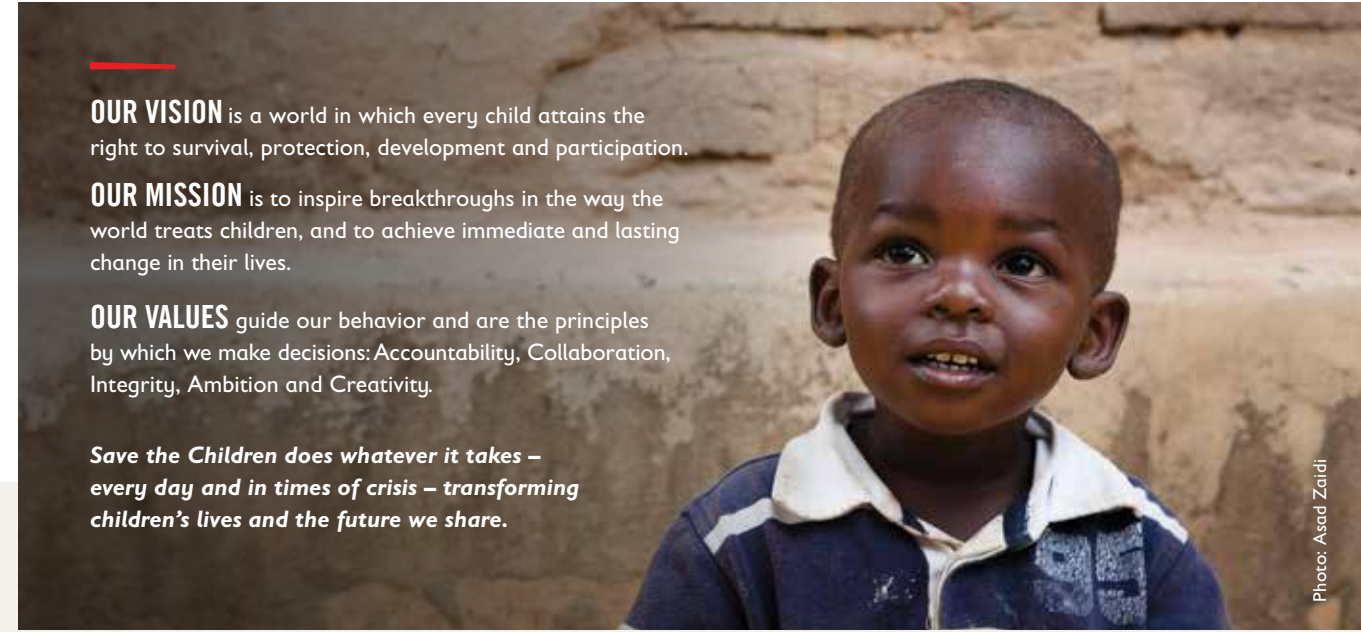 OUR VISION is a world in which every child attains the
right to survival, protection, development and participation.
OUR MISSION is to inspire breakthroughs in the way the
world treats children, and to achieve immediate and lasting
change in their lives.
OUR VALUES guide our behavior and are the principles
by which we make decisions: Accountability, Collaboration,
Integrity, Ambition and Creativity.
Save the Children does whatever it takes –
every day and in times of crisis – transforming
children’s lives and the future we share.
Photo: Asad Zaidi
95